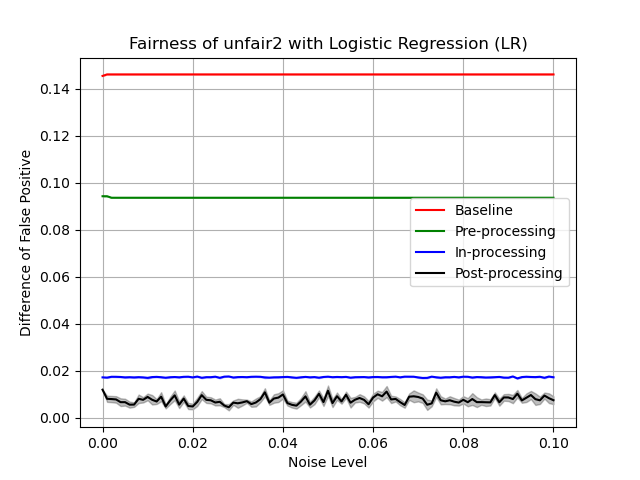 Fairness of unfair2 with Logistic Regression (LR)
Difference of False Positive
0.14
0.12
0.10
0.08
0.06
0.04
0.02
0.00
Baseline
Pre-processing
In-processing
Post-processing
0.00 0.02 0.04 0.06 0.08 0.10
Noise Level